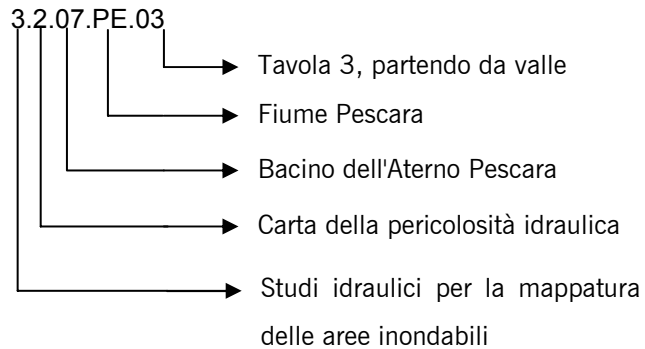 3.2.07.PE.03
Tavola 3, partendo da valle
Fiume Pescara
Bacino dell'Aterno Pescara
Carta della pericolosità idraulica
Studi idraulici per la mappatura
delle aree inondabili